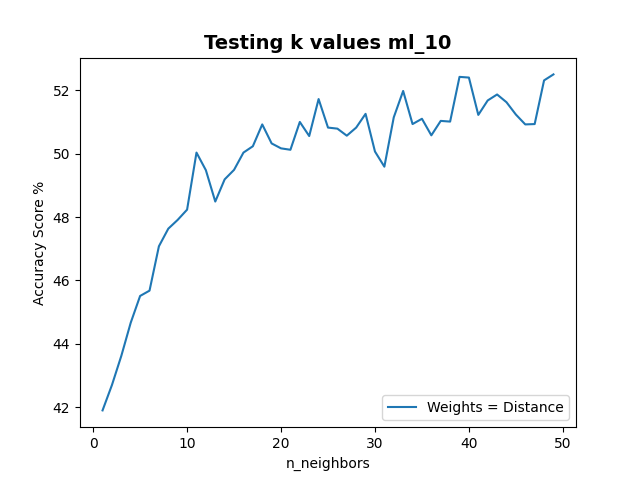 Testing k values ml_10
Accuracy Score %
52
50
48
46
44
42
Weights = Distance
0 10 20 30 40 50
n_neighbors